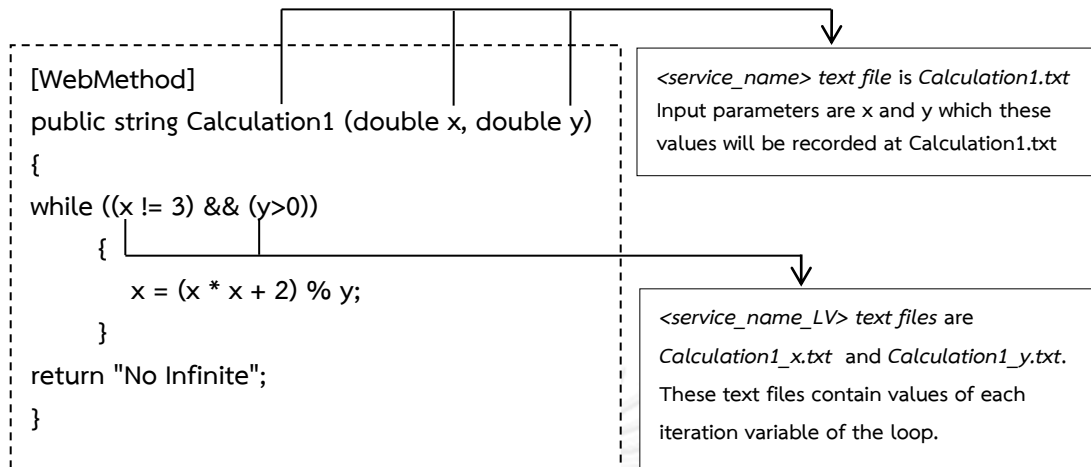 [WebMethod]
public string Calculation1 (double x, double y)
{
while ((x != 3) && (y>0))
{
x = (x * x + 2) % y;
}
return "No Infinite";
}
<service_name> text file is Calculation1.txt
Input parameters are x and y which these
values will be recorded at Calculation1.txt
<service_name_LV> text files are
Calculation1_x.txt and Calculation1_y.txt.
These text files contain values of each
iteration variable of the loop.